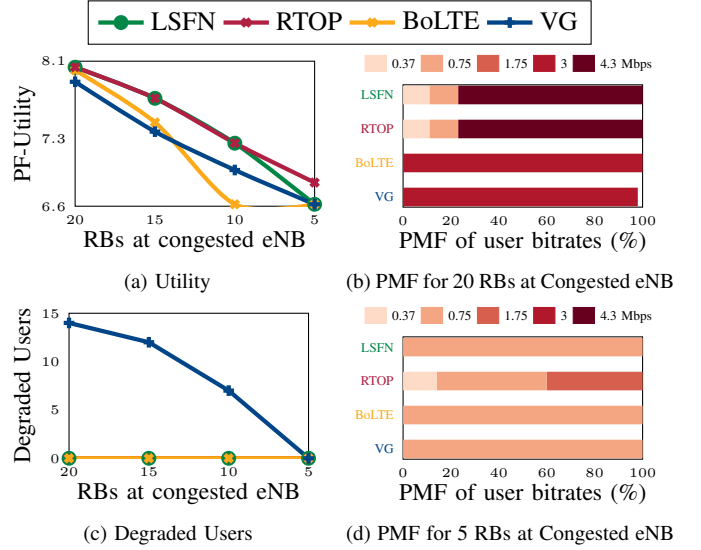 LSFN RTOP BoLTE VG
8.1
7.3
6.6
PF-Utility
20 15 10 5
RBs at congested eNB
(a) Utility
0.37 0.75 1.75 3 4.3 Mbps
LSFN
RTOP
BoLTE
VG
0 20 40 60 80 100
PMF of user bitrates (%)
(b) PMF for 20 RBs at Congested eNB
15
10
5
0
Degraded Users
20 15 10 5
RBs at congested eNB
(c) Degraded Users
0.37 0.75 1.75 3 4.3 Mbps
LSFN
RTOP
BoLTE
VG
0 20 40 60 80 100
PMF of user bitrates (%)
(d) PMF for 5 RBs at Congested eNB